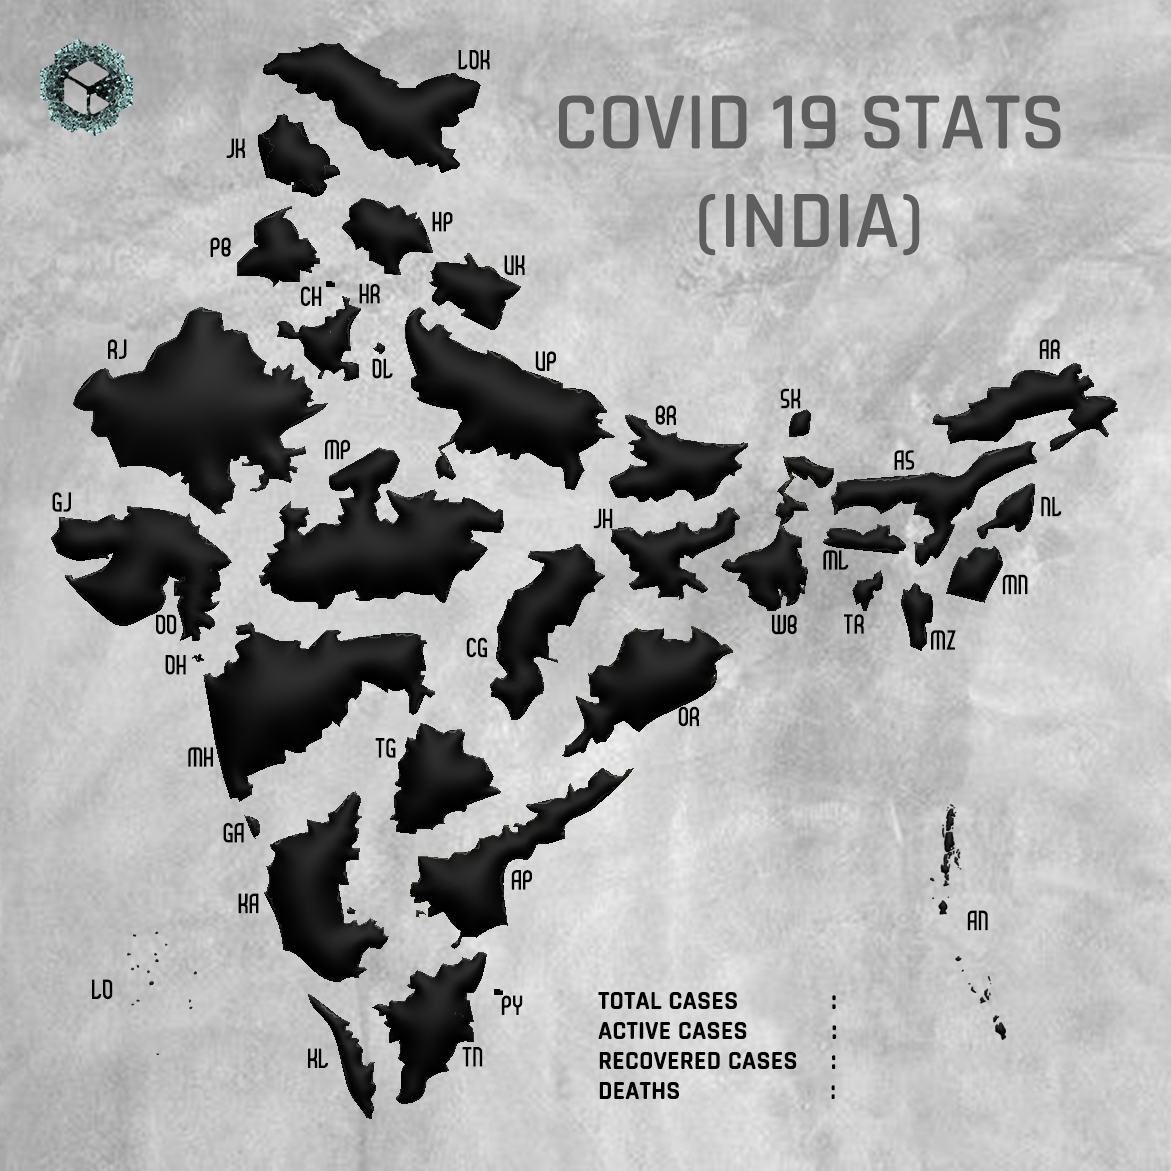 LDK
COVID 19 STATS
JK
(INDIA)
HP
PB
UK
CH
HR
RJ
DL
UP
AR
SK
BR
MP
AS
GJ
NL
JH
ML
MN
DD
WB
TR
MZ
CG
DH
OR
TG
MH
GA
AP
KA
AN
LD
PY
KL
TN
TOTAL CASES :
ACTIVE CASES :
RECOVERED CASES :
DEATHS :